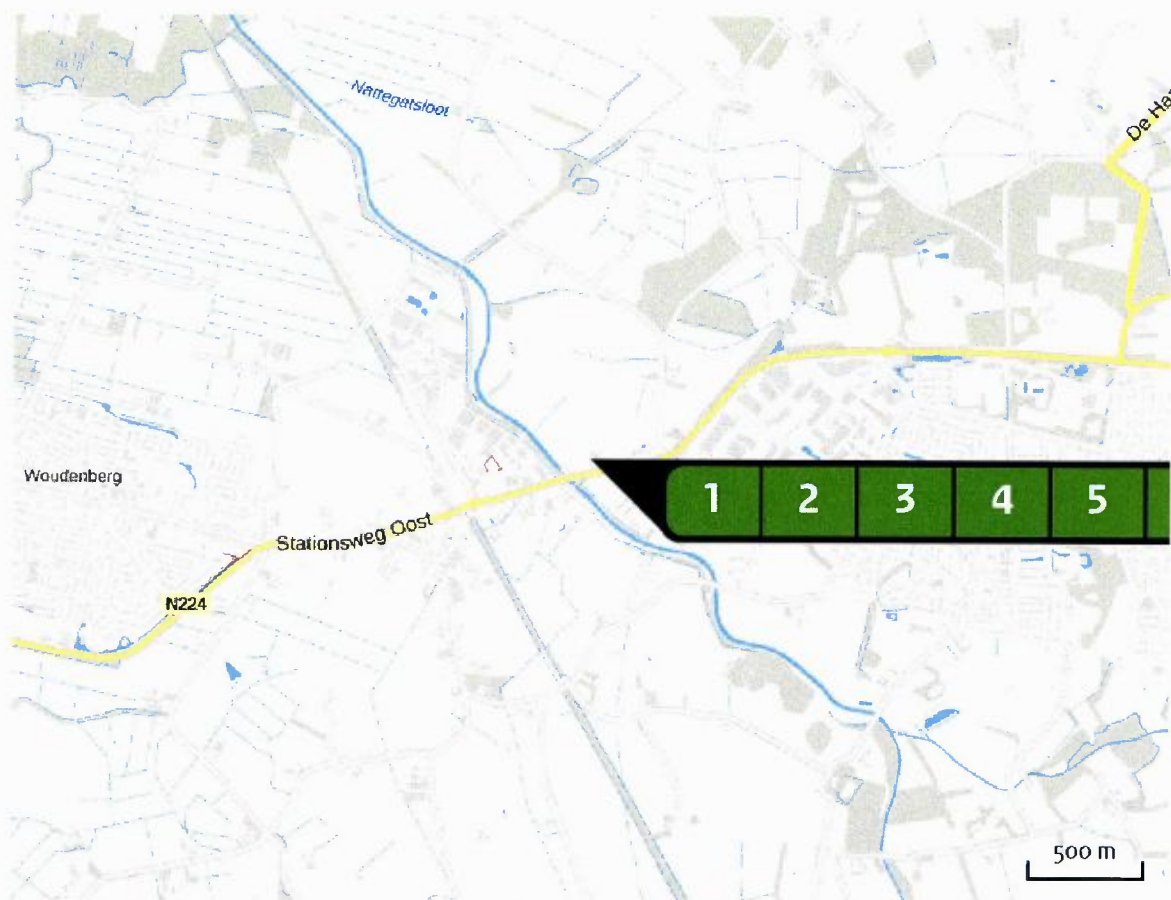 Nattegatsloot
De Ha
Woudenberg
Stationsweg Oost
N224
1 2 3 4 5
500 m